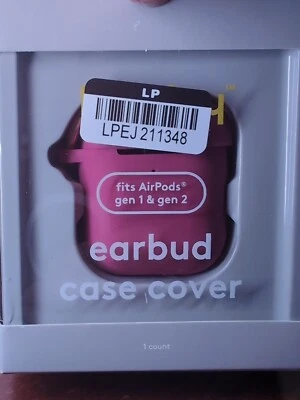 LP
LPEJ 211348
fits AirPods®
gen 1 & gen 2
earbud
case cover
1 count